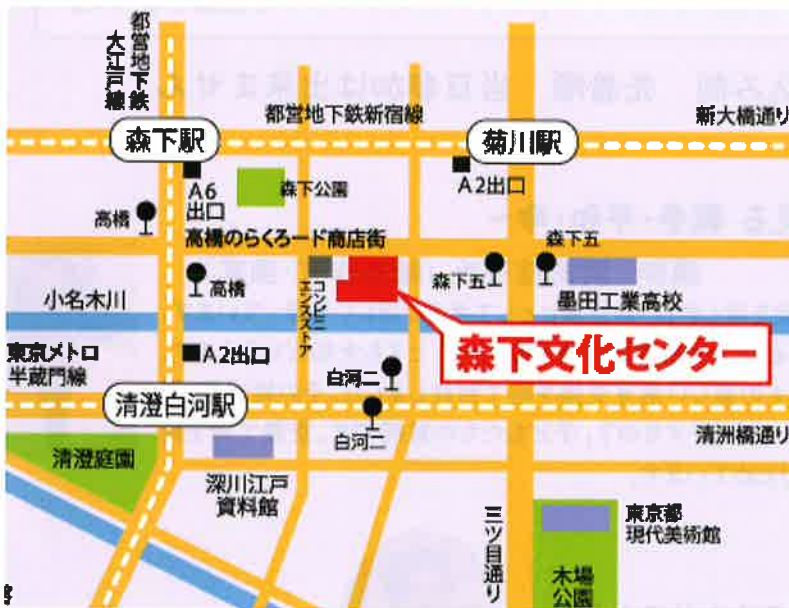 都営地下鉄
大江戸線
都営地下鉄新宿線
新大橋通り
森下駅
菊川駅
A6
出口
森下公園
A2出口
高橋
高橋のらくロード商店街
森下五
高橋
コンビニ
エンスストア
森下五
墨田工業高校
小名木川
東京メトロ
半蔵門線
A2出口
森下文化センター
白河二
清澄白河駅
白河二
清洲橋通り
清澄庭園
深川江戸
資料館
三ツ目通り
東京都
現代美術館
木場
公園